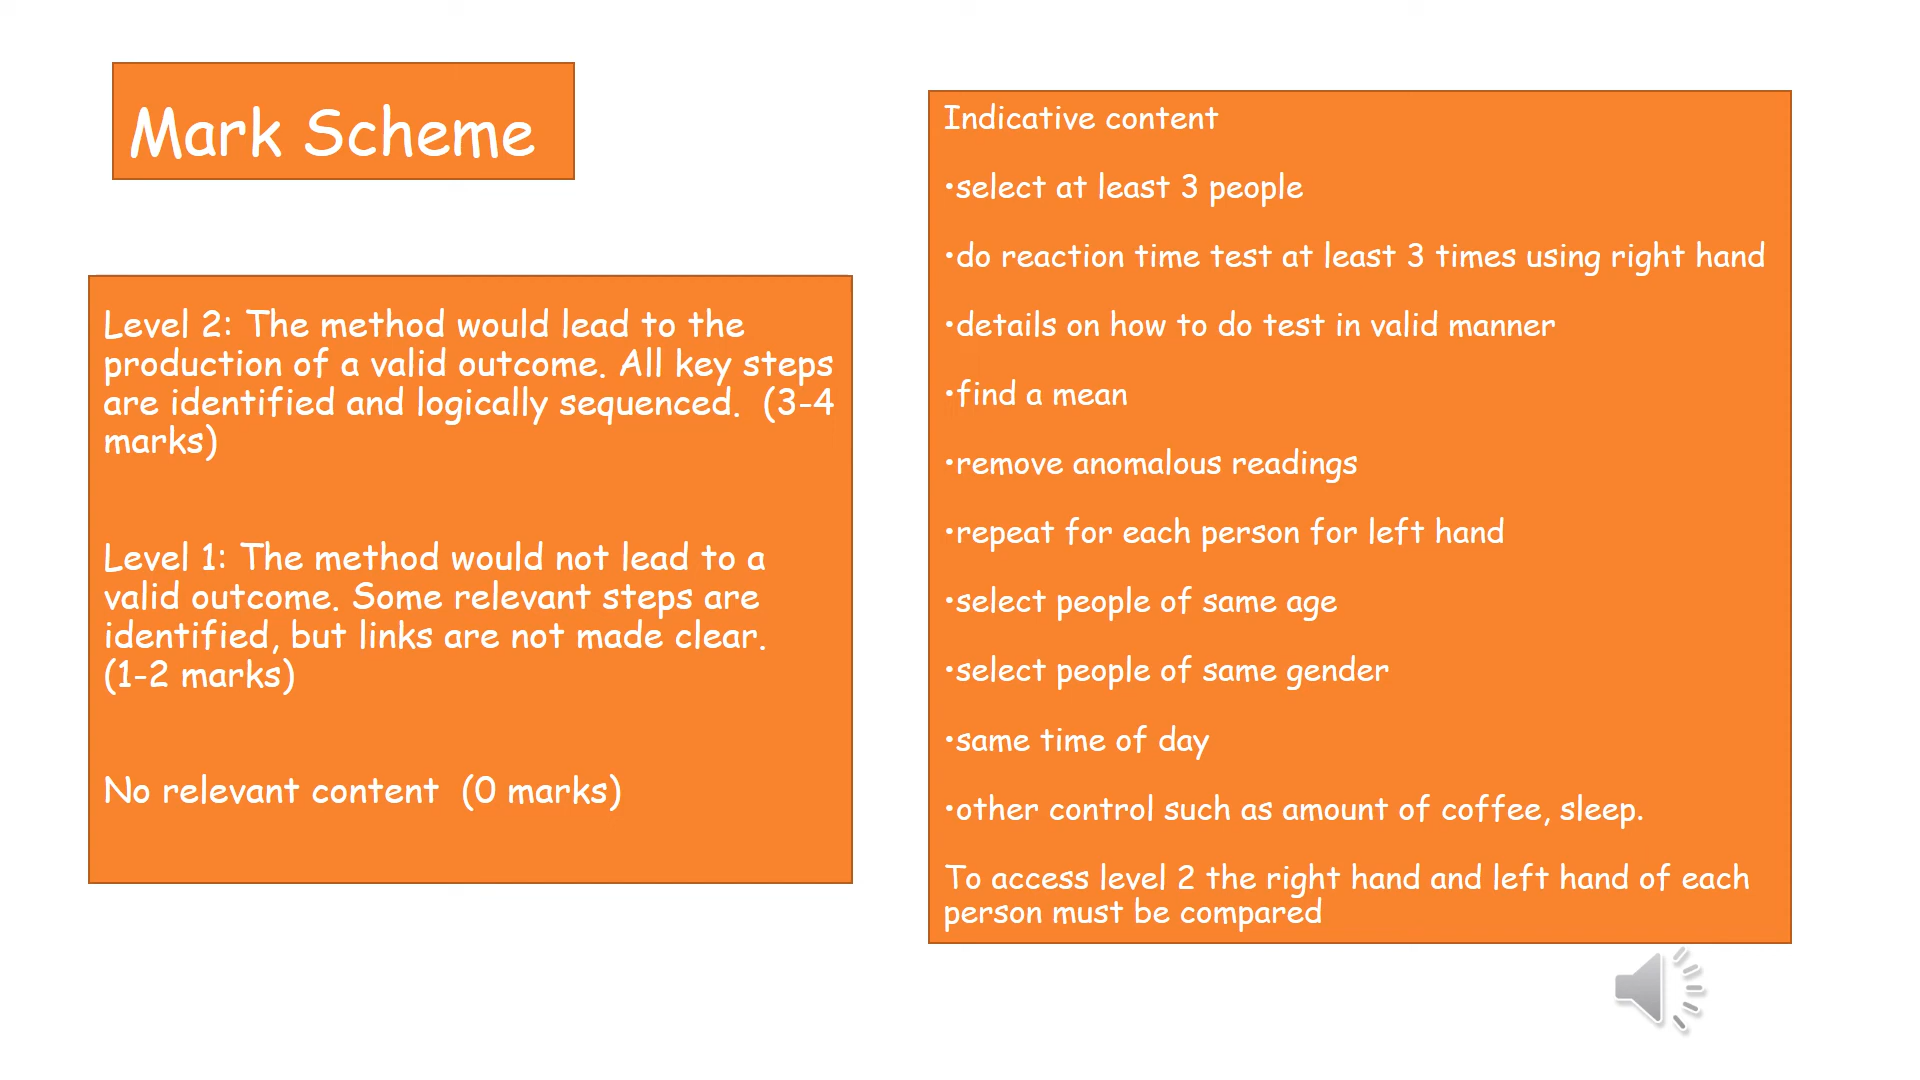 Mark Scheme
Level 2: The method would lead to the
production of a valid outcome. All key steps
are identified and logically sequenced.  (3-4
marks)
Level 1: The method would not lead to a
valid outcome. Some relevant steps are
identified, but links are not made clear.
(1-2 marks)
No relevant content  (0 marks)
Indicative content
•select at least 3 people
•do reaction time test at least 3 times using right hand
•details on how to do test in valid manner
•find a mean
•remove anomalous readings
•repeat for each person for left hand
•select people of same age
•select people of same gender
•same time of day
•other control such as amount of coffee, sleep.
To access level 2 the right hand and left hand of each
person must be compared